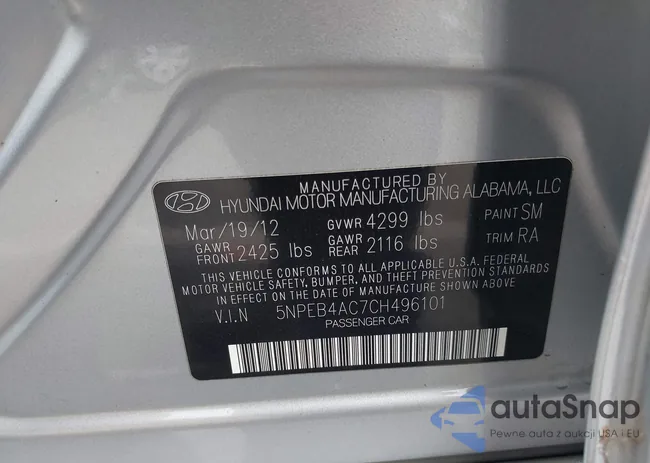 MANUFACTURED BY
HYUNDAI MOTOR MANUFACTURING ALABAMA, LLC
Mar/19/12 GVWR 4299 lbs PAINT SM
GAWR FRONT 2425 lbs GAWR REAR 2116 lbs TRIM RA
THIS VEHICLE CONFORMS TO ALL APPLICABLE U.S.A. FEDERAL
MOTOR VEHICLE SAFETY, BUMPER, AND THEFT PREVENTION
STANDARDS IN EFFECT ON THE DATE OF MANUFACTURE SHOWN ABOVE
V.I.N 5NPEB4AC7CH496101
PASSENGER CAR
autaSnap
Pewne auta z aukcji USA i EU